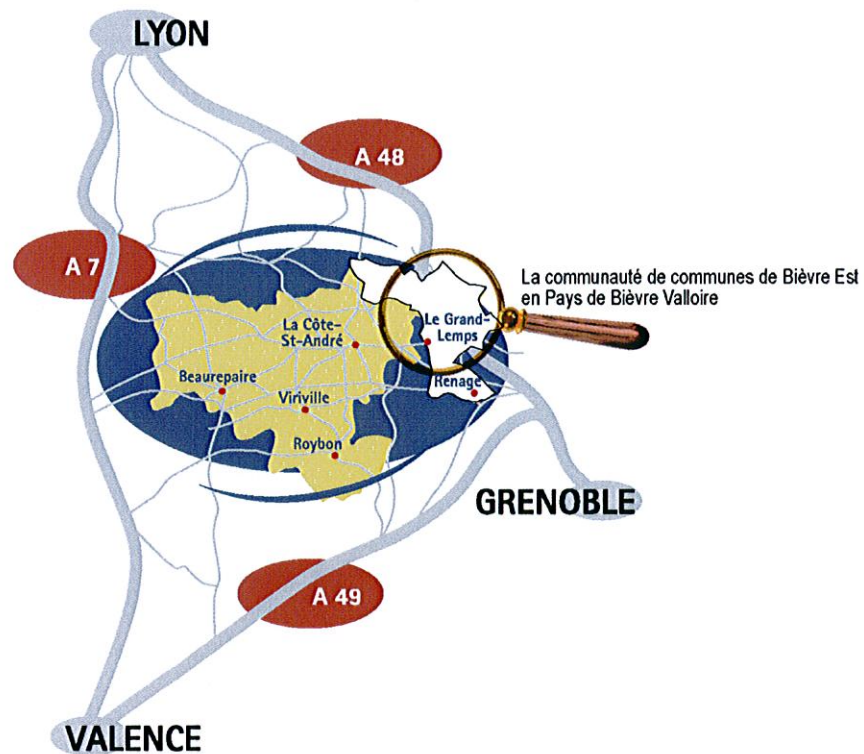 LYON
A 48
A 7
La communauté de communes de Bièvre Est
en Pays de Bièvre Valloire
La Côte-
St-André
Le Grand-
Lemps
Beaurepaire
Renage
Viriville
Roybon
GRENOBLE
A 49
VALENCE